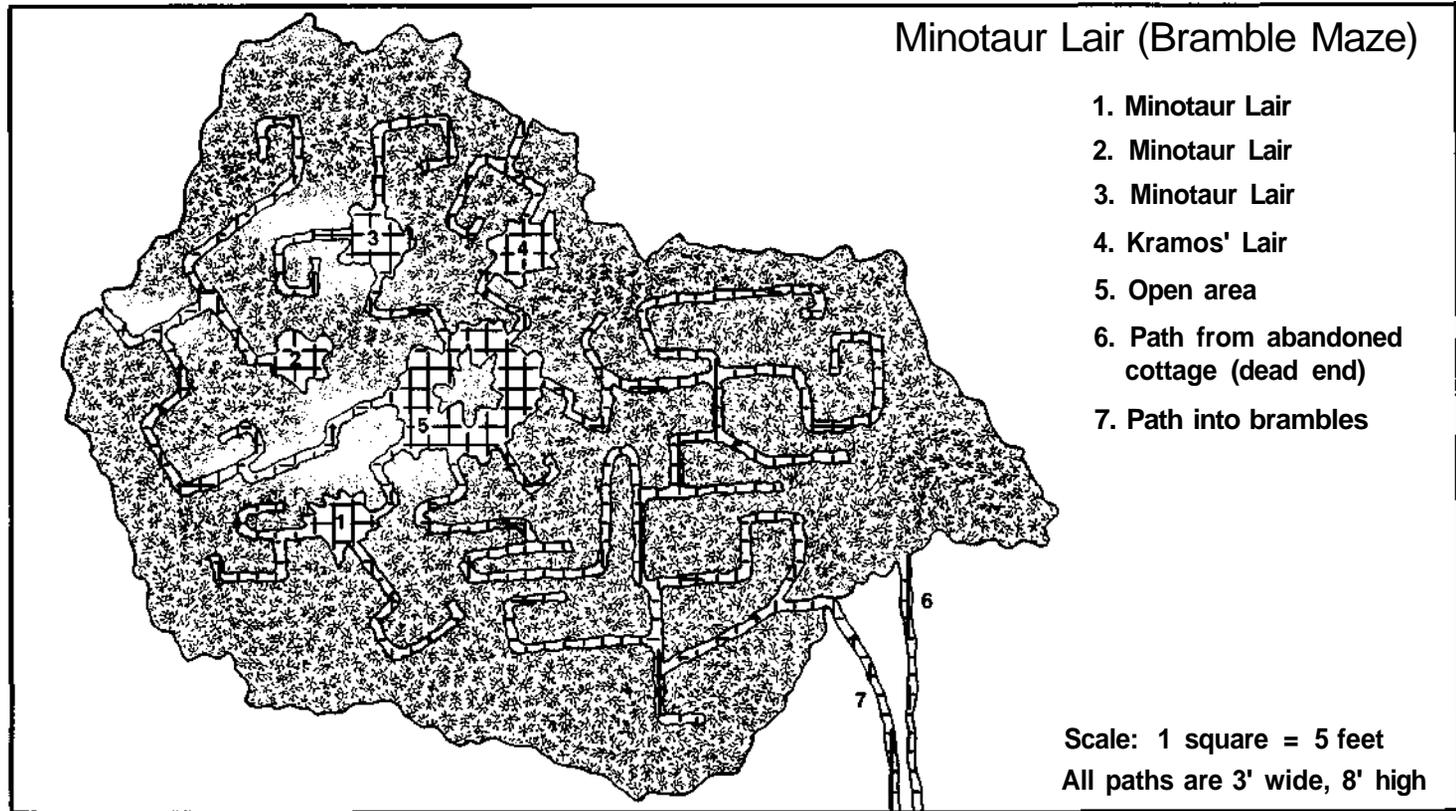 Minotaur Lair (Bramble Maze)
1. Minotaur Lair
2. Minotaur Lair
3. Minotaur Lair
4. Kramos' Lair
5. Open area
6. Path from abandoned
cottage (dead end)
7. Path into brambles
3
4
2
5
1
6
7
Scale: 1 square = 5 feet
All paths are 3' wide, 8' high